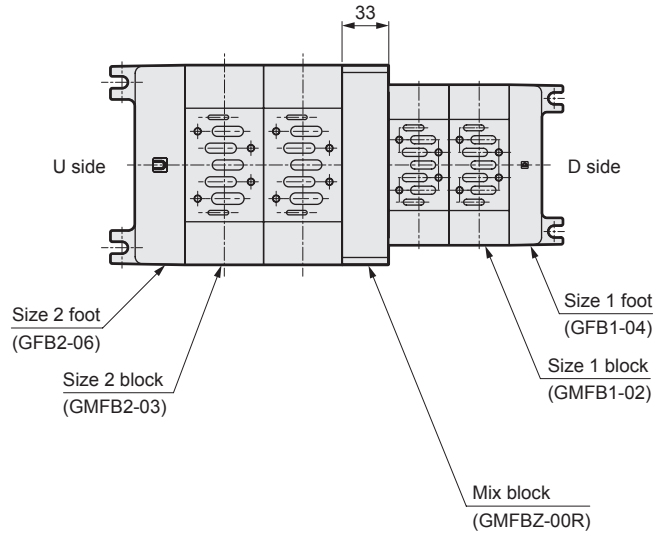 33
U side
D side
Size 2 foot
(GFB2-06)
Size 1 foot
(GFB1-04)
Size 2 block
(GMFB2-03)
Size 1 block
(GMFB1-02)
Mix block
(GMFBZ-00R)